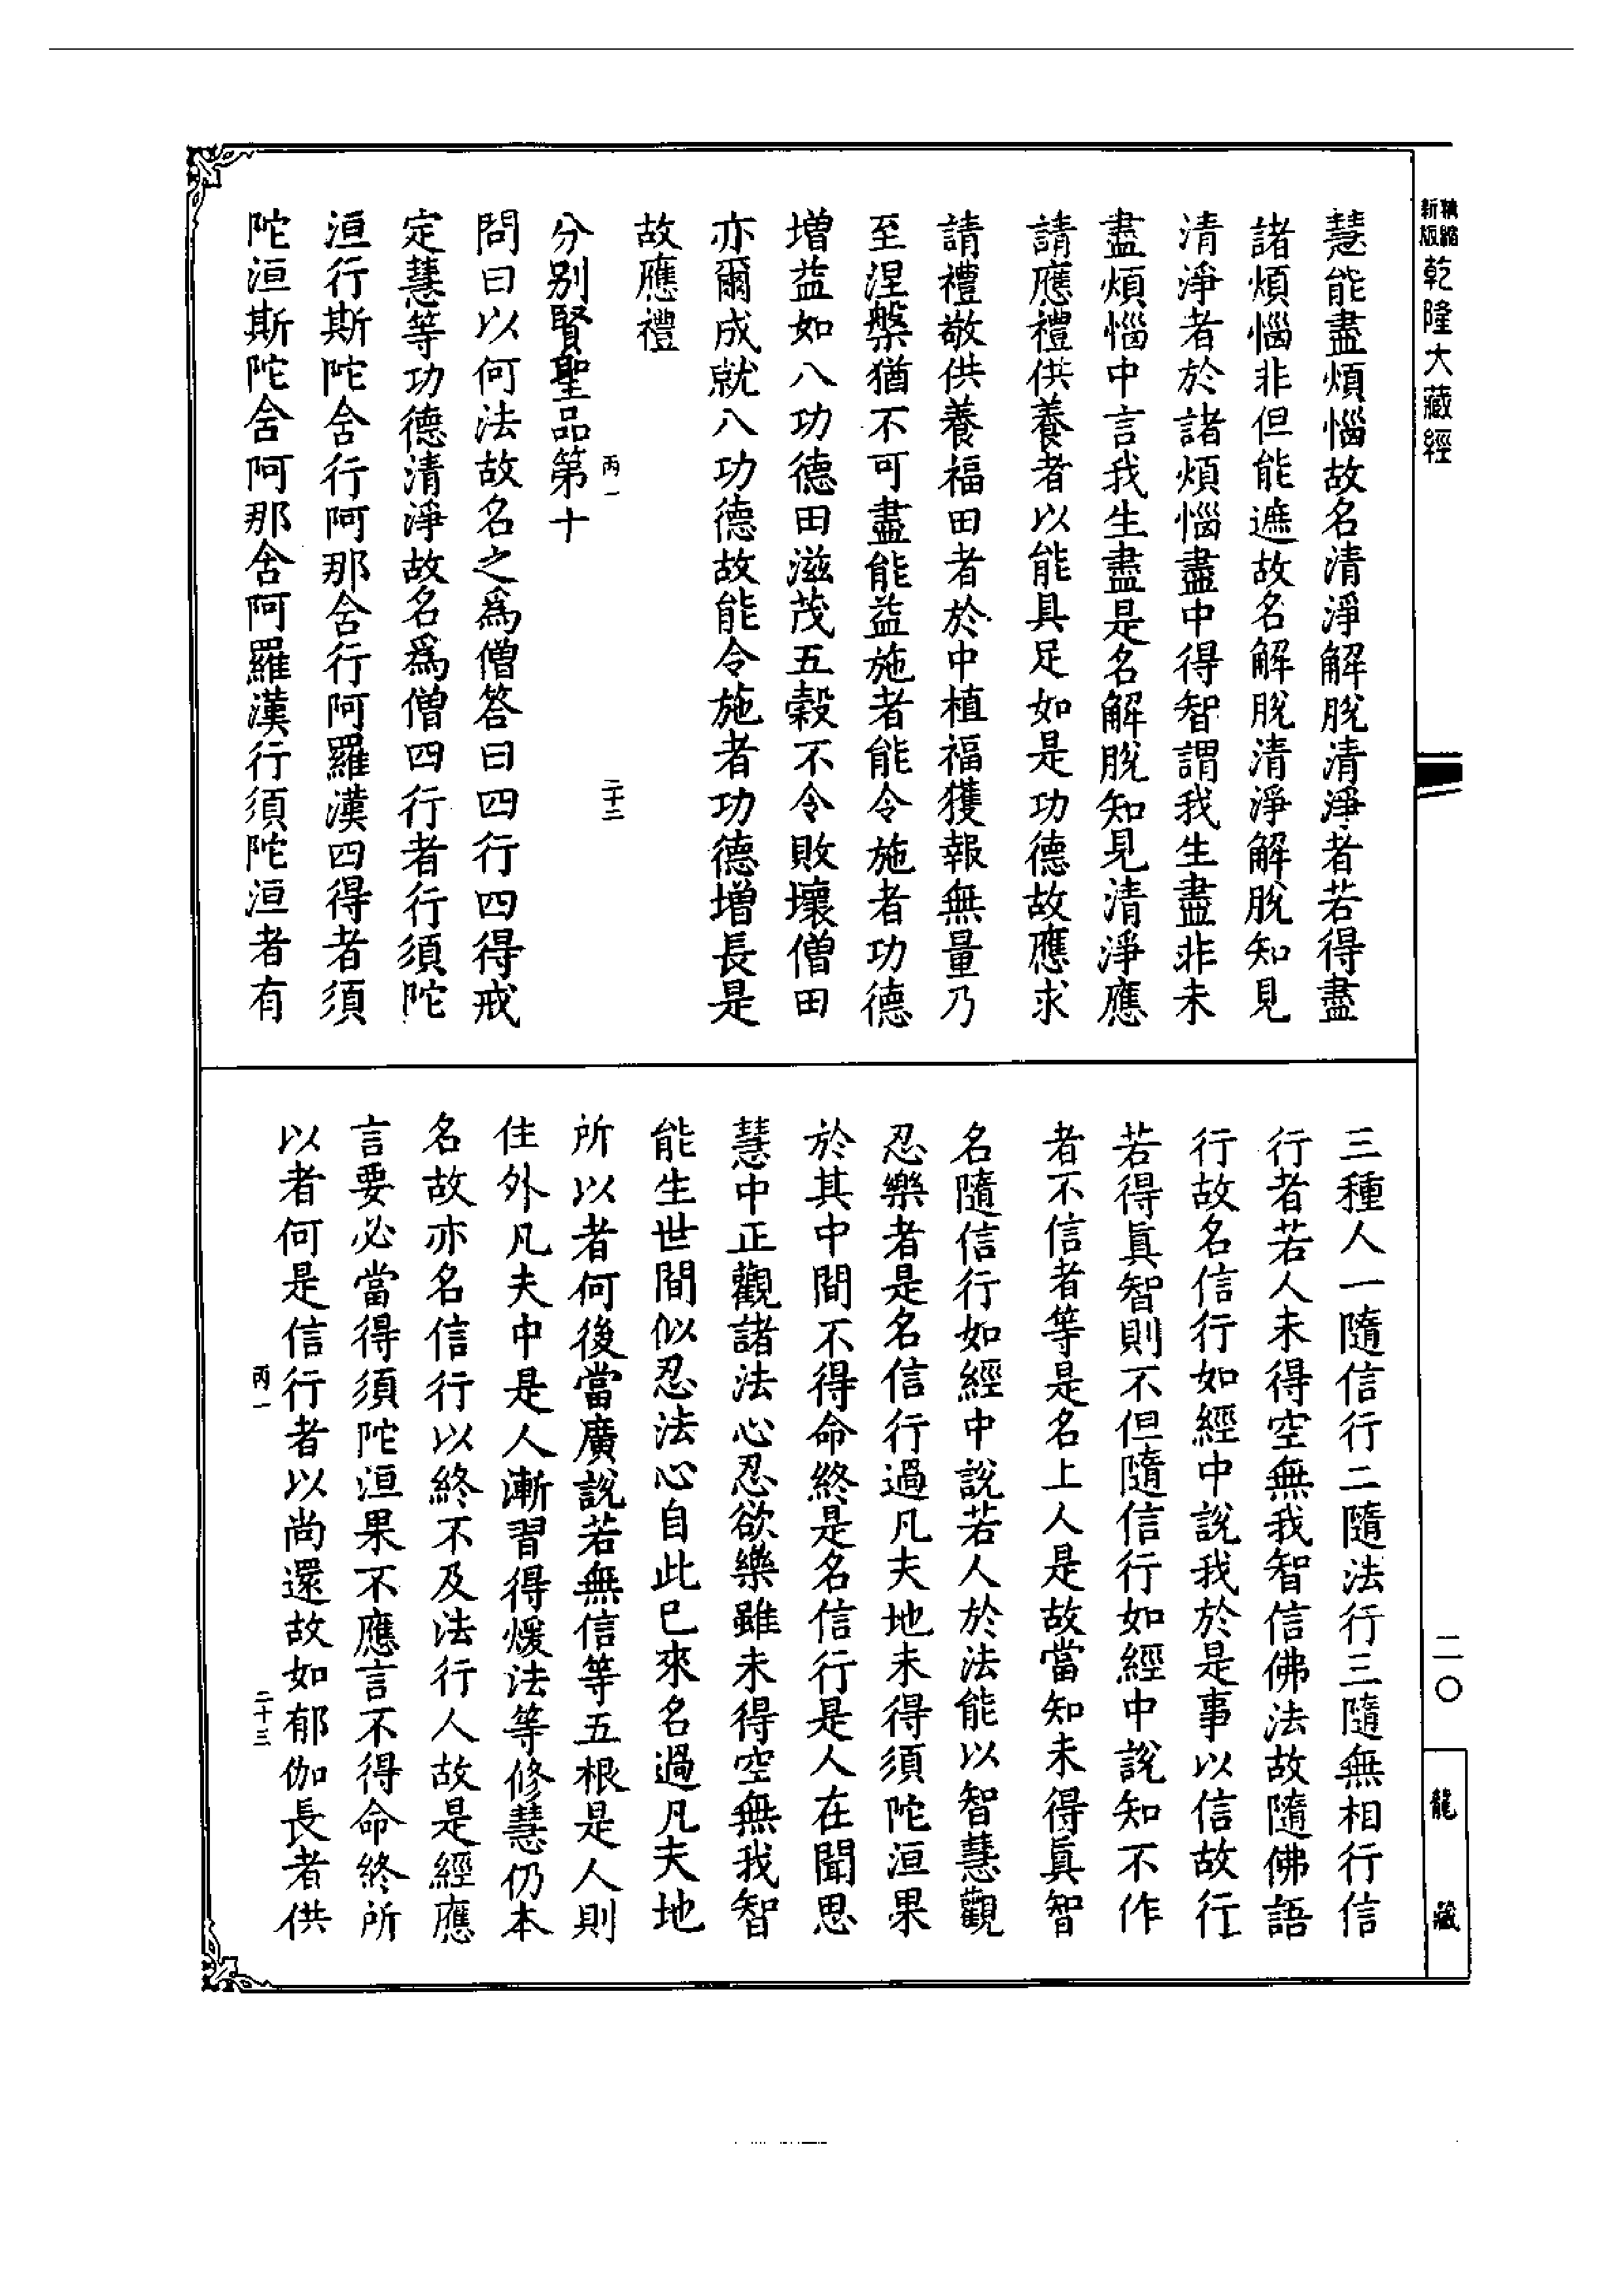 新版精縮乾隆大藏經
慧能盡煩惱故名清淨解脫清淨者若得盡
諸煩惱非但能遮故名解脫清淨解脫知見
清淨者於諸煩惱盡中得智謂我生盡非未
盡煩惱中言我生盡是名解脫知見清淨應
請應禮供養者以能具足如是功德故應求
請禮敬供養福田者於中植福獲報無量乃
至涅槃猶不可盡能益施者能令施者功德
增益如八功德田滋茂五穀不令敗壞僧田
亦爾成就八功德故能令施者功德增長是
故應禮
丙一
二十二
分別賢聖品第十
問曰以何法故名之爲僧答曰四行四得戒
定慧等功德清淨故名爲僧四行者行須陀
洹行斯陀含行阿那含行阿羅漢四得者須
陀洹斯陀含阿那含阿羅漢行須陀洹者有
二〇
龍藏
三種人一隨信行二隨法行三隨無相行信
行者若人未得空無我智信佛法故隨佛語
行故名信行如經中說我於是事以信故行
若得眞智則不但隨信行如經中說知不作
者不信者等是名上人是故當知未得眞智
名隨信行如經中說若人於法能以智慧觀
忍樂者是名信行過凡夫地未得須陀洹果
於其中間不得命終是名信行是人在聞思
慧中正觀諸法心忍欲樂雖未得空無我智
能生世間似忍法心自此已來名過凡夫地
所以者何後當廣說若無信等五根是人則
住外凡夫中是人漸習得煖法等修慧仍本
名故亦名信行以終不及法行人故是經應
言要必當得須陀洹果不應言不得命終所
以者何是信行者以尚還故如郁伽長者供
丙一
二十三